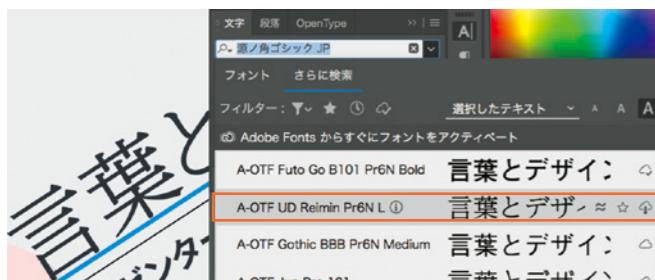 文字 段落 OpenType
源ノ角ゴシック JP
フォント さらに検索
フィルター:
選択したテキスト A A A
Adobe Fonts からすぐにフォントをアクティベート
A-OTF Futo Go B101 Pr6N Bold 言葉とデザイン
A-OTF UD Reimin Pr6N L 言葉とデザ
A-OTF Gothic BBB Pr6N Medium 言葉とデザイン
言葉と